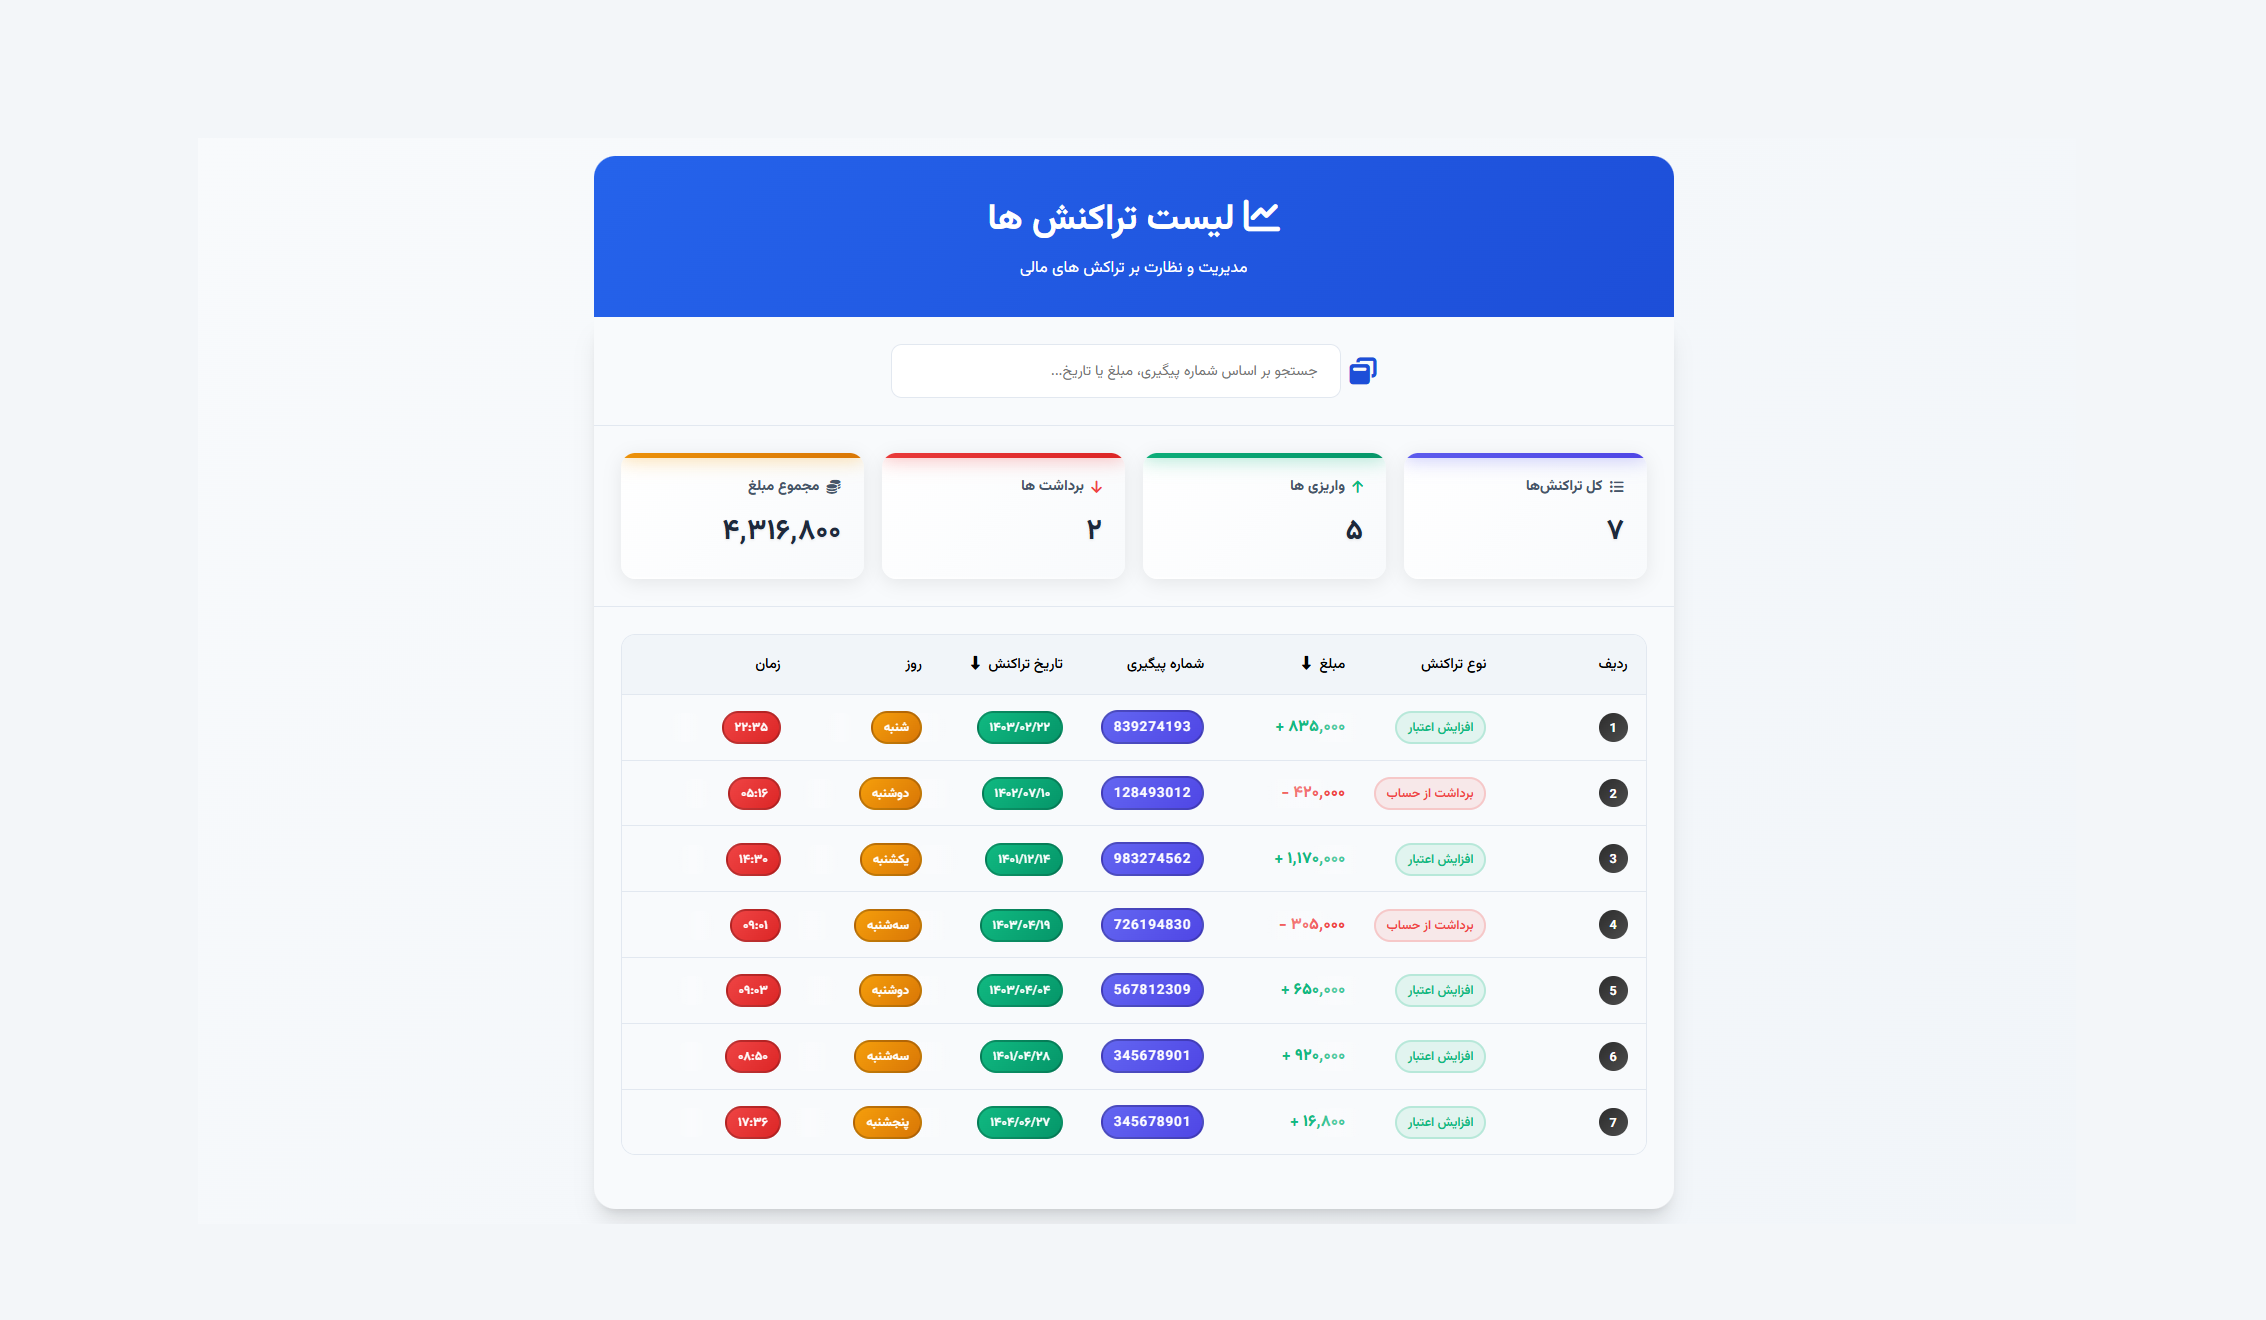 لیست تراکنش ها
مدیریت و نظارت بر تراکش های مالی
جستجو بر اساس شماره پیگیری، مبلغ یا تاریخ...
کل تراکنش‌ها
۷
واریزی ها
۵
برداشت ها
۲
مجموع مبلغ
۴,۳۱۶,۸۰۰
ردیف نوع تراکنش مبلغ ⬇ شماره پیگیری تاریخ تراکنش ⬇ روز زمان
1 افزایش اعتبار ۸۳۵,۰۰۰ + 839274193 ۱۴۰۳/۰۲/۲۲ شنبه ۲۲:۳۵
2 برداشت از حساب ۴۲۰,۰۰۰ - 128493012 ۱۴۰۲/۰۷/۱۰ دوشنبه ۰۵:۱۶
3 افزایش اعتبار ۱,۱۷۰,۰۰۰ + 983274562 ۱۴۰۱/۱۲/۱۴ یکشنبه ۱۴:۳۰
4 برداشت از حساب ۳۰۵,۰۰۰ - 726194830 ۱۴۰۳/۰۴/۱۹ سه‌شنبه ۰۹:۰۱
5 افزایش اعتبار ۶۵۰,۰۰۰ + 567812309 ۱۴۰۳/۰۴/۰۴ دوشنبه ۰۹:۰۳
6 افزایش اعتبار ۹۲۰,۰۰۰ + 345678901 ۱۴۰۱/۰۴/۲۸ سه‌شنبه ۰۸:۵۰
7 افزایش اعتبار ۱۶,۸۰۰ + 345678901 ۱۴۰۴/۰۶/۲۷ پنجشنبه ۱۷:۳۶